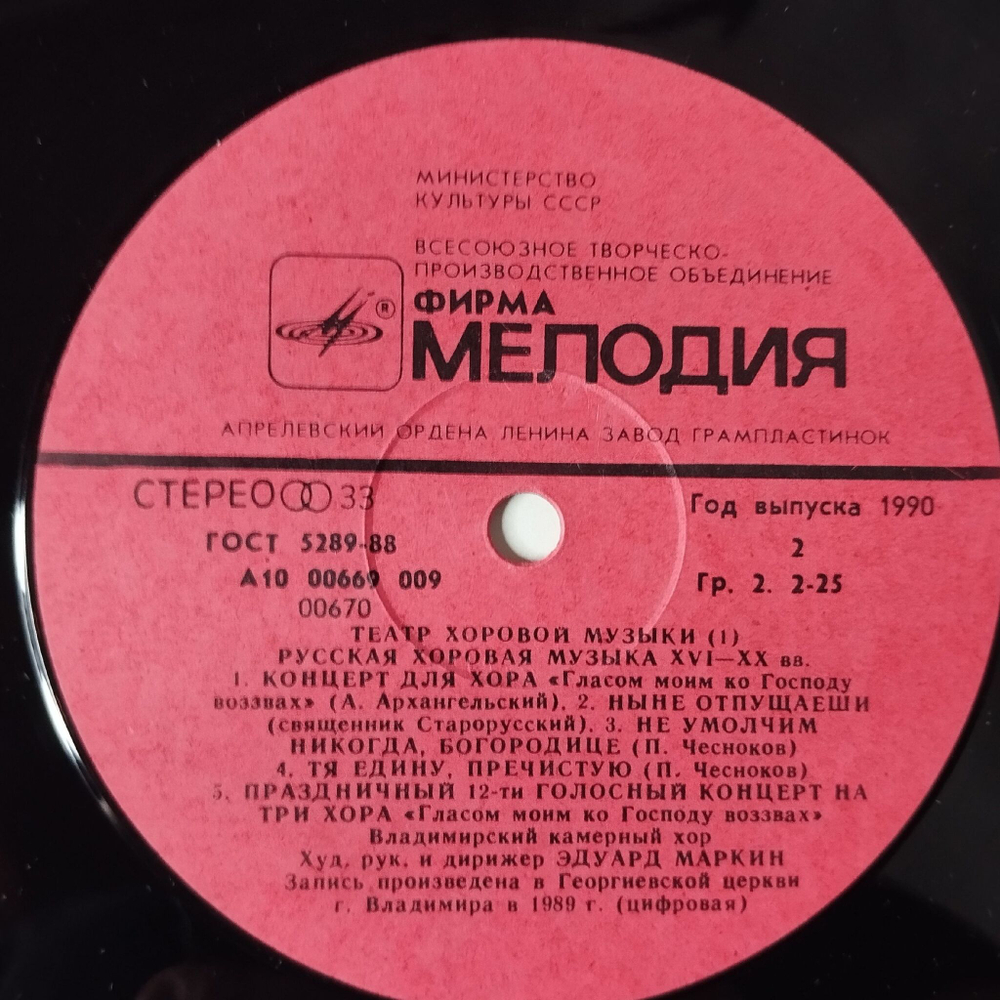 МИНИСТЕРСТВО
КУЛЬТУРЫ СССР
ВСЕСОЮЗНОЕ ТВОРЧЕСКО-
ПРОИЗВОДСТВЕННОЕ ОБЪЕДИНЕНИЕ
ФИРМА
®
МЕЛОДИЯ
АПРЕЛЕВСКИЙ ОРДЕНА ЛЕНИНА ЗАВОД ГРАМПЛАСТИНОК
СТЕРЕО 33
Год выпуска 1990
ГОСТ 5289-88
2
А10 00669 009
Гр. 2. 2-25
00670
ТЕАТР ХОРОВОЙ МУЗЫКИ (1)
РУССКАЯ ХОРОВАЯ МУЗЫКА XVI—XX вв.
1. КОНЦЕРТ ДЛЯ ХОРА «Гласом моим ко Господу
воззвах» (А. Архангельский). 2. НЫНЕ ОТПУЩАЕШИ
(священник Старорусский). 3. НЕ УМОЛЧИМ
НИКОГДА, БОГОРОДИЦЕ (П. Чесноков)
4. ТЯ ЕДИНУ, ПРЕЧИСТУЮ (П. Чесноков)
5. ПРАЗДНИЧНЫЙ 12-ти ГОЛОСНЫЙ КОНЦЕРТ НА
ТРИ ХОРА «Гласом моим ко Господу воззвах»
Владимирский камерный хор
Худ. рук. и дирижер ЭДУАРД МАРКИН
Запись произведена в Георгиевской церкви
г. Владимира в 1989 г. (цифровая)